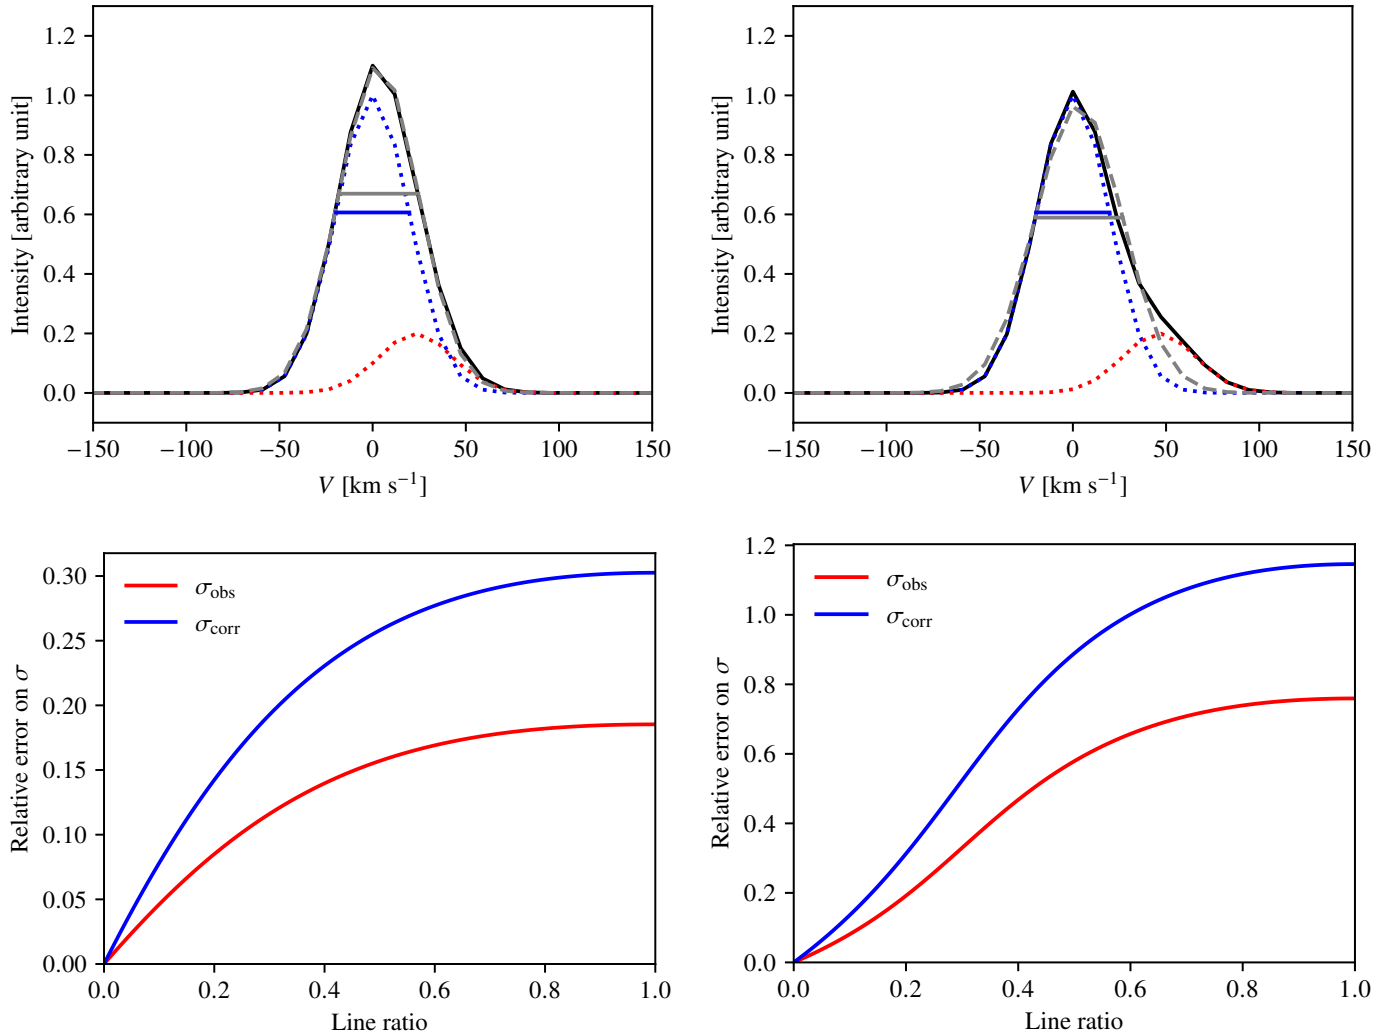 1.2
1.0
0.8
0.6
0.4
0.2
0.0
Intensity [arbitrary unit]
−150 −100 −50 0 50 100 150
V [km s⁻¹]
1.2
1.0
0.8
0.6
0.4
0.2
0.0
Intensity [arbitrary unit]
−150 −100 −50 0 50 100 150
V [km s⁻¹]
0.30
0.25
0.20
0.15
0.10
0.05
0.00
Relative error on σ
σobs
σcorr
0.0 0.2 0.4 0.6 0.8 1.0
Line ratio
1.2
1.0
0.8
0.6
0.4
0.2
0.0
Relative error on σ
σobs
σcorr
0.0 0.2 0.4 0.6 0.8 1.0
Line ratio